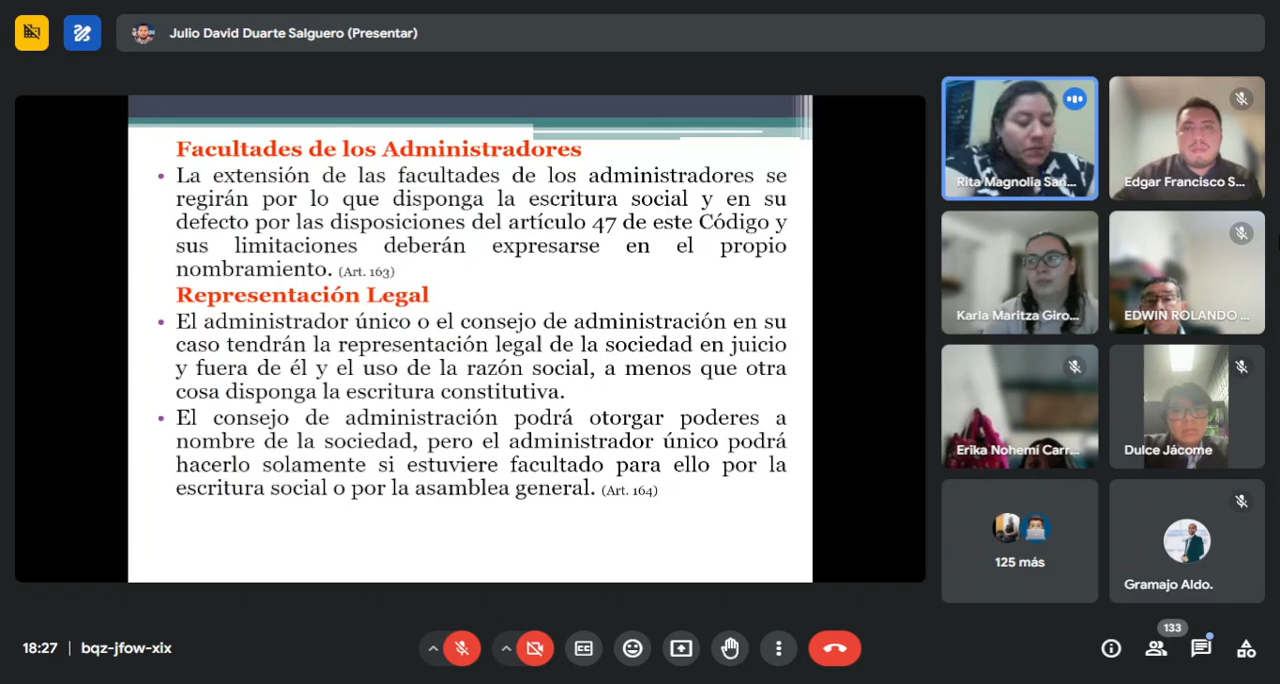 Julio David Duarte Salguero (Presentar)
Facultades de los Administradores
• La extensión de las facultades de los administradores se
regirán por lo que disponga la escritura social y en su
defecto por las disposiciones del artículo 47 de este Código y
sus limitaciones deberán expresarse en el propio
nombramiento. (Art. 163)
Representación Legal
• El administrador único o el consejo de administración en su
caso tendrán la representación legal de la sociedad en juicio
y fuera de él y el uso de la razón social, a menos que otra
cosa disponga la escritura constitutiva.
• El consejo de administración podrá otorgar poderes a
nombre de la sociedad, pero el administrador único podrá
hacerlo solamente si estuviere facultado para ello por la
escritura social o por la asamblea general. (Art. 164)
Rita Magnolia San...
Edgar Francisco S...
Karla Maritza Giro...
EDWIN ROLANDO ...
Erika Nohemí Carr...
Dulce Jácome
125 más
Gramajo Aldo.
18:27 | bqz-jfow-xix
CC
133